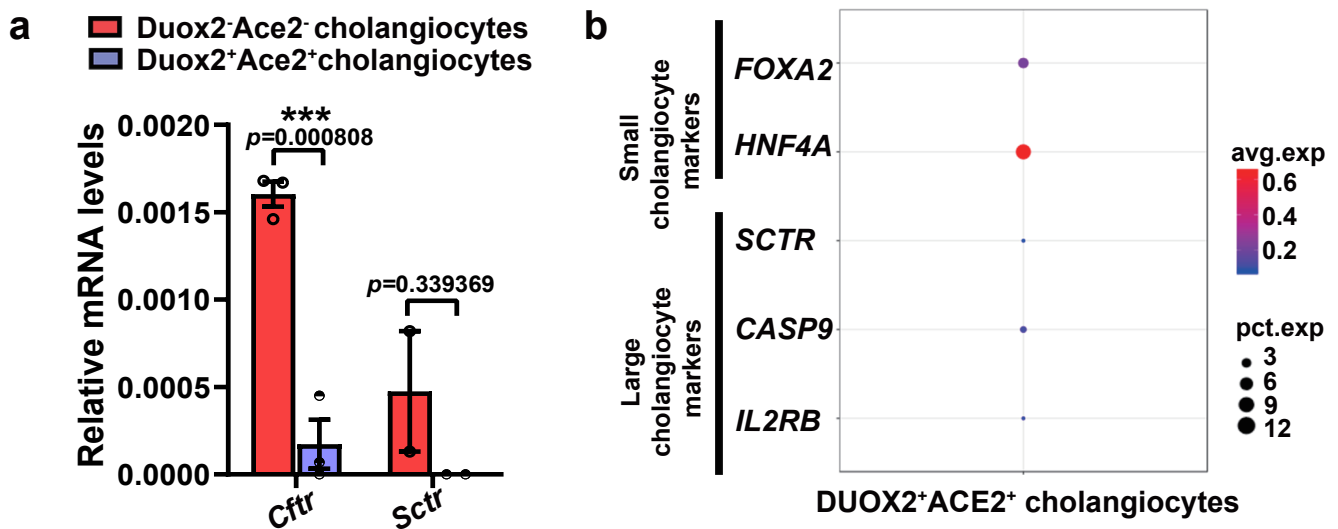 a
Duox2⁻Ace2⁻ cholangiocytes
Duox2⁺Ace2⁺cholangiocytes
Relative mRNA levels
0.0020
0.0015
0.0010
0.0005
0.0000
***
p=0.000808
p=0.339369
Cftr
Sctr
b
Small
cholangiocyte
markers
Large
cholangiocyte
markers
FOXA2
HNF4A
SCTR
CASP9
IL2RB
DUOX2⁺ACE2⁺ cholangiocytes
avg.exp
0.6
0.4
0.2
pct.exp
3
6
9
12